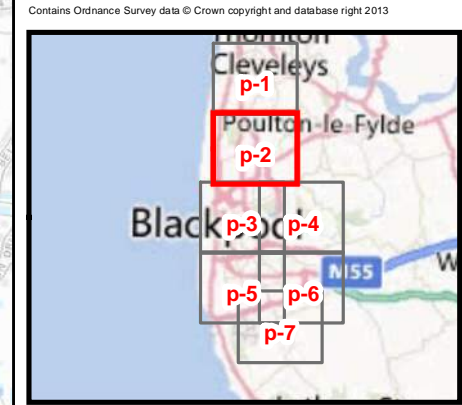 Contains Ordnance Survey data © Crown copyright and database right 2013
Thornton
Cleveleys
p-1
Poulton-le-Fylde
p-2
Blackpool
p-3
p-4
M55
W
p-5
p-6
p-7